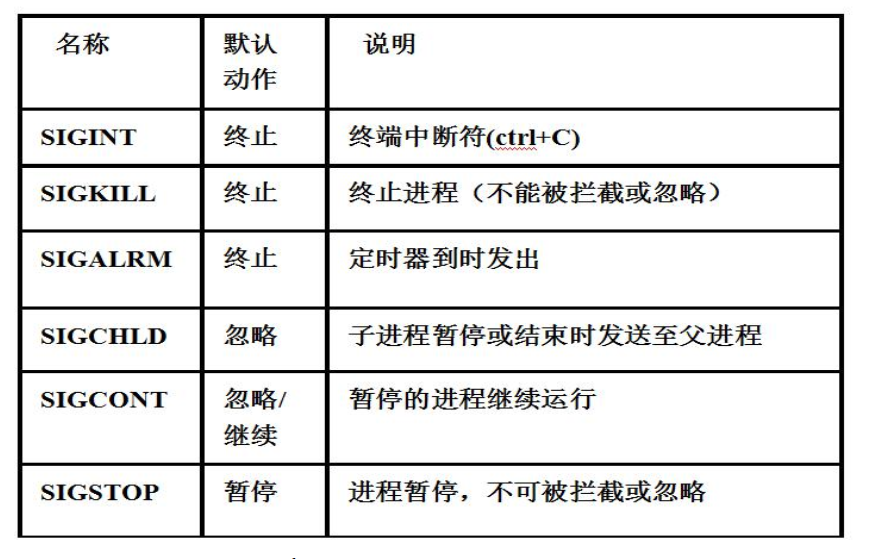 名称 默认 说明
动作
SIGINT 终止 终端中断符(ctrl+C)
SIGKILL 终止 终止进程（不能被拦截或忽略）
SIGALRM 终止 定时器到时发出
SIGCHLD 忽略 子进程暂停或结束时发送至父进程
SIGCONT 忽略/ 暂停的进程继续运行
继续
SIGSTOP 暂停 进程暂停，不可被拦截或忽略